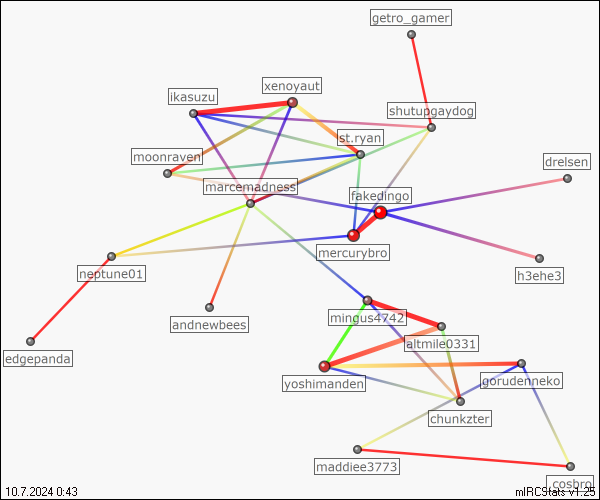 getro_gamer
xenoyaut
ikasuzu
shutupgaydog
st.ryan
moonraven
drelsen
marcemadness
fakedingo
mercurybro
neptune01
h3ehe3
mingus4742
andnewbees
altmile0331
edgepanda
yoshimanden
gorudenneko
chunkzter
maddiee3773
_cosbro_
10.7.2024 0:43
mIRCStats v1.25